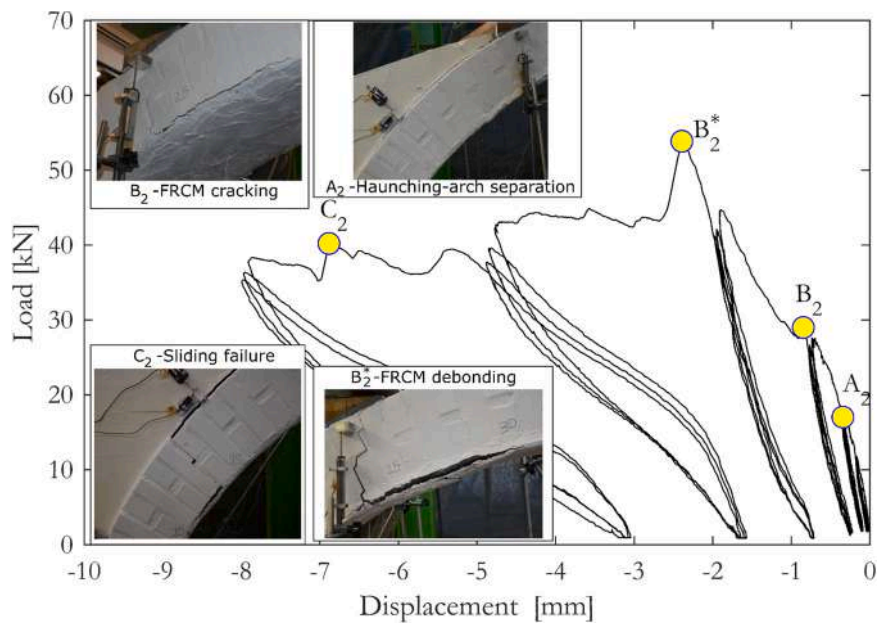 70
60
50
40
30
20
10
0
Load [kN]
B₂-FRCM cracking
A₂-Haunching-arch separation
C₂-Sliding failure
B₂*-FRCM debonding
C₂
B₂*
B₂
A₂
-10 -9 -8 -7 -6 -5 -4 -3 -2 -1 0
Displacement [mm]